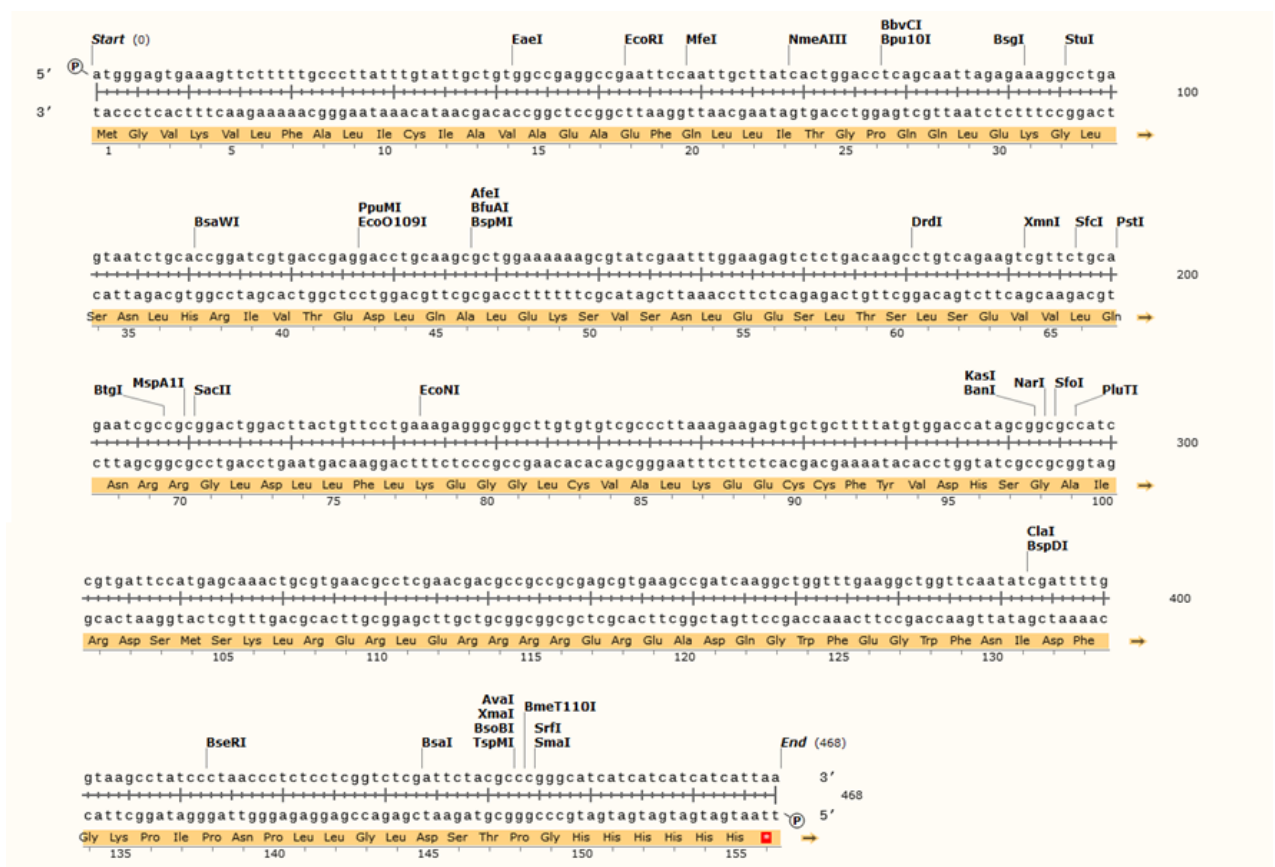 Start (0) EaeI EcoRI MfeI NmeAIII BbvCI Bpu10I BsgI StuI
5′ P atgggagtgaaagttctttttgcccttatttgtattgctgtggccgaggccgaattccaattgcttatcactggacctcagcaattagagaaaggcctga
100
3′ taccctcactttcaagaaaaacgggaataaacataacgacaccggctccggcttaaggttaacgaatagtgacctggagtcgttaatctctttccggact
Met Gly Val Lys Val Leu Phe Ala Leu Ile Cys Ile Ala Val Ala Glu Ala Glu Phe Gln Leu Leu Ile Thr Gly Pro Gln Gln Leu Glu Lys Gly Leu
1 5 10 15 20 25 30
BsaWI PpuMI EcoO109I AfeI BfuAI BspMI DrdI XmnI SfcI PstI
gtaatctgcaccggatcgtgaccgaggacctgcaagcgctggaaaaaagcgtatcgaatttggaagagtctctgacaagcctgtcagaagtcgttctgca
200
cattagacgtggcctagcactggctcctggacgttcgcgaccttttttcgcatagcttaaaccttctcagagactgttcggacagtcttcagcaagacgt
Ser Asn Leu His Arg Ile Val Thr Glu Asp Leu Gln Ala Leu Glu Lys Ser Val Ser Asn Leu Glu Glu Ser Leu Thr Ser Leu Ser Glu Val Val Leu Gln
35 40 45 50 55 60 65
BtgI MspA1I SacII EcoNI KasI BanI NarI SfoI PluTI
gaatcgccgcggactggacttactgttcctgaaagagggcggcttgtgtgtcgcccttaaagaagagtgctgcttttatgtggaccatagcggcgccatc
300
cttagcggcgcctgacctgaatgacaaggactttctcccgccgaacacacagcgggaatttcttctcacgacgaaaatacacctggtatcgccgcggtag
Asn Arg Arg Gly Leu Asp Leu Leu Phe Leu Lys Glu Gly Gly Leu Cys Val Ala Leu Lys Glu Glu Cys Cys Phe Tyr Val Asp His Ser Gly Ala Ile
70 75 80 85 90 95 100
ClaI BspDI
cgtgattccatgagcaaactgcgtgaacgcctcgaacgacgccgccgcgagcgtgaagccgatcaaggctggtttgaaggctggttcaatatcgattttg
400
gcactaaggtactcgtttgacgcacttgcggagcttgctgcggcggcgctcgcacttcggctagttccgaccaaacttccgaccaagttatagctaaaac
Arg Asp Ser Met Ser Lys Leu Arg Glu Arg Leu Glu Arg Arg Arg Arg Glu Arg Glu Ala Asp Gln Gly Trp Phe Glu Gly Trp Phe Asn Ile Asp Phe
105 110 115 120 125 130
BseRI BsaI AvaI XmaI BsoBI TspMI BmeT110I SrfI SmaI End (468)
gtaagcctatccctaaccctctcctcggtctcgattctacgcccgggcatcatcatcatcatcattaa 3′
468
cattcggatagggattgggagaggagccagagctaagatgcgggcccgtagtagtagtagtagtaatt P 5′
Gly Lys Pro Ile Pro Asn Pro Leu Leu Gly Leu Asp Ser Thr Pro Gly His His His His His His *
135 140 145 150 155